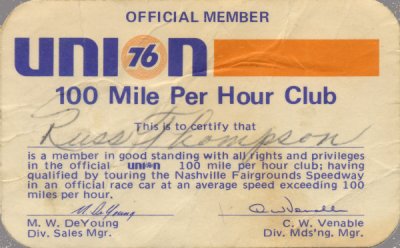 OFFICIAL MEMBER
union 76
100 Mile Per Hour Club
This is to certify that
Russ Thompson
is a member in good standing with all rights and privileges
in the official union 100 mile per hour club; having
qualified by touring the Nashville Fairgrounds Speedway
in an official race car at an average speed exceeding 100
miles per hour.
M. De Young C. W. Venable
M. W. DeYoung C. W. Venable
Div. Sales Mgr. Div. Mds'ng. Mgr.